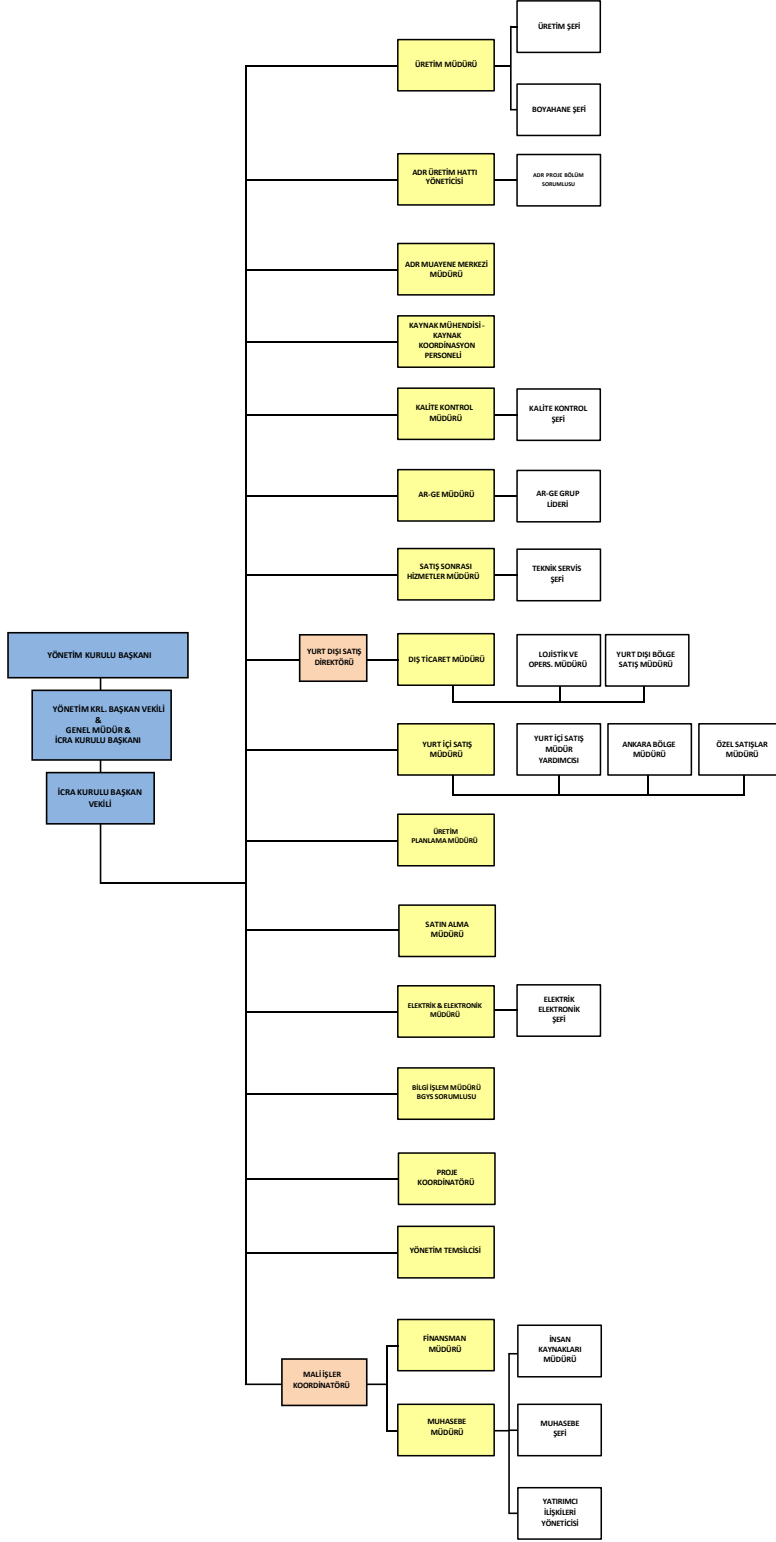 ÜRETİM ŞEFİ
ÜRETİM MÜDÜRÜ
BOYAHANE ŞEFİ
ADR ÜRETİM HATTI
YÖNETİCİSİ
ADR PROJE BÖLÜM
SORUMLUSU
ADR MUAYENE MERKEZİ
MÜDÜRÜ
KAYNAK MÜHENDİSİ -
KAYNAK
KOORDİNASYON
PERSONELİ
KALİTE KONTROL
MÜDÜRÜ
KALİTE KONTROL
ŞEFİ
AR-GE MÜDÜRÜ
AR-GE GRUP
LİDERİ
SATIŞ SONRASI
HİZMETLER MÜDÜRÜ
TEKNİK SERVİS
ŞEFİ
YÖNETİM KURULU BAŞKANI
YÖNETİM KRL. BAŞKAN VEKİLİ
&
GENEL MÜDÜR &
İCRA KURULU BAŞKANI
İCRA KURULU BAŞKAN
VEKİLİ
YURT DIŞI SATIŞ
DİREKTÖRÜ
DIŞ TİCARET MÜDÜRÜ
LOJİSTİK VE
OPERS. MÜDÜRÜ
YURT DIŞI BÖLGE
SATIŞ MÜDÜRÜ
YURT İÇİ SATIŞ
MÜDÜRÜ
YURT İÇİ SATIŞ
MÜDÜR
YARDIMCISI
ANKARA BÖLGE
MÜDÜRÜ
ÖZEL SATIŞLAR
MÜDÜRÜ
ÜRETİM
PLANLAMA MÜDÜRÜ
SATIN ALMA
MÜDÜRÜ
ELEKTRİK & ELEKTRONİK
MÜDÜRÜ
ELEKTRİK
ELEKTRONİK
ŞEFİ
BİLGİ İŞLEM MÜDÜRÜ
BGYS SORUMLUSU
PROJE
KOORDİNATÖRÜ
YÖNETİM TEMSİLCİSİ
MALİ İŞLER
KOORDİNATÖRÜ
FİNANSMAN
MÜDÜRÜ
MUHASEBE
MÜDÜRÜ
İNSAN
KAYNAKLARI
MÜDÜRÜ
MUHASEBE
ŞEFİ
YATIRIMCI
İLİŞKİLERİ
YÖNETİCİSİ